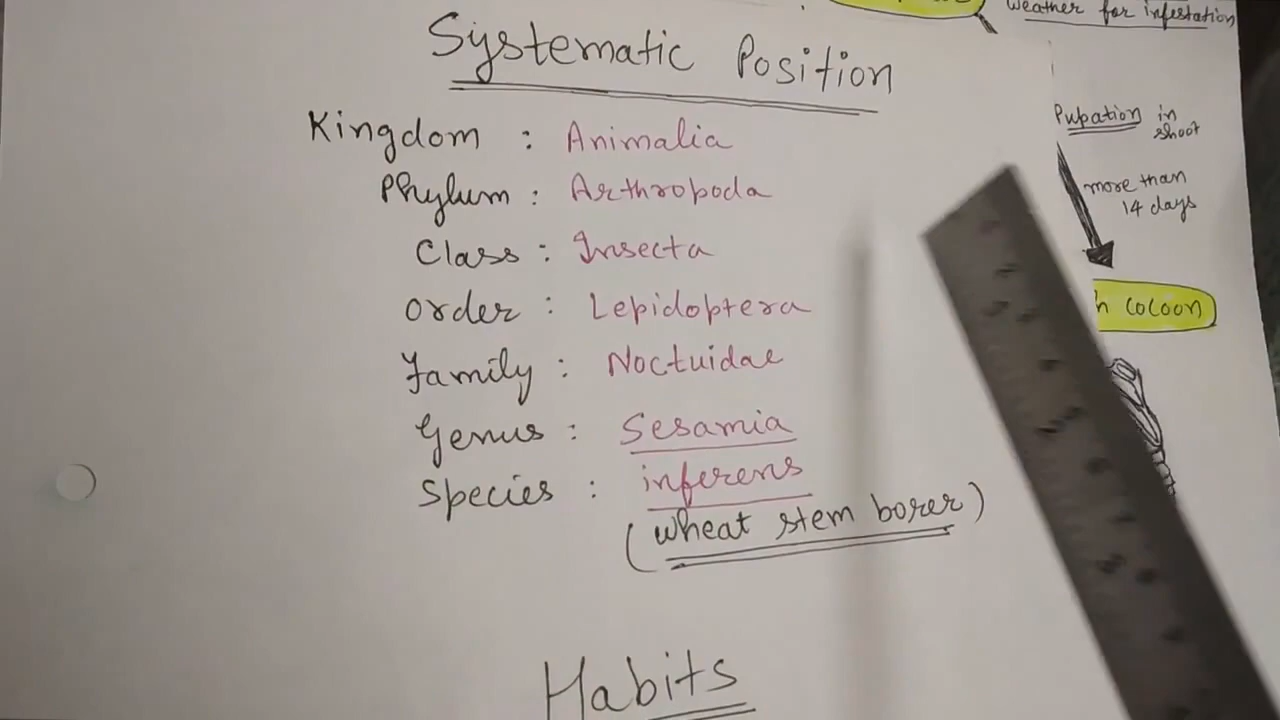 Weather for infestation
Systematic Position
Kingdom : Animalia
Phylum : Arthropoda
Class : Insecta
Order : Lepidoptera
Family : Noctuidae
Genus : Sesamia
Species : inferens
(wheat stem borer)
Habits
Pupation in
shoot
more than
14 days
cocoon